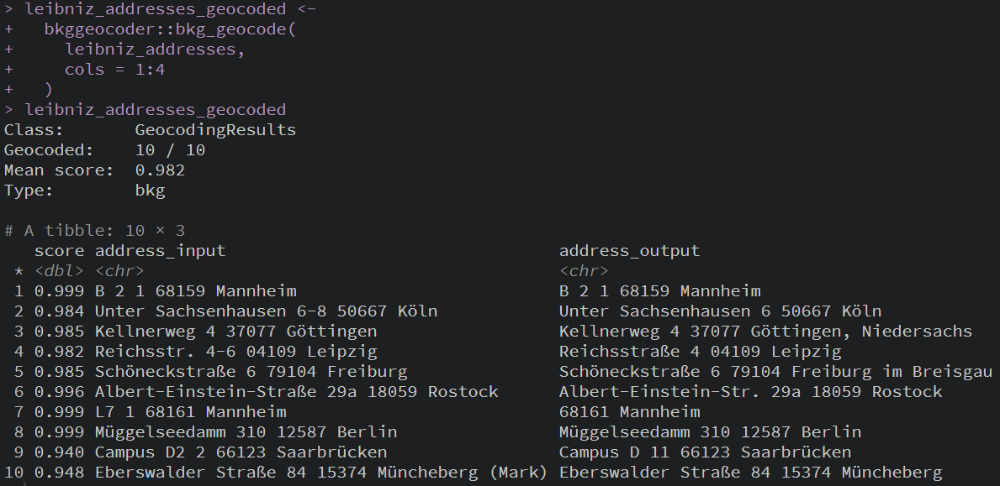 > leibniz_addresses_geocoded <-
+   bkggeocoder::bkg_geocode(
+     leibniz_addresses,
+     cols = 1:4
+   )
> leibniz_addresses_geocoded
Class:       GeocodingResults
Geocoded:    10 / 10
Mean score:  0.982
Type:        bkg

# A tibble: 10 × 3
   score address_input                                 address_output
 * <dbl> <chr>                                         <chr>
 1 0.999 B 2 1 68159 Mannheim                          B 2 1 68159 Mannheim
 2 0.984 Unter Sachsenhausen 6-8 50667 Köln            Unter Sachsenhausen 6 50667 Köln
 3 0.985 Kellnerweg 4 37077 Göttingen                  Kellnerweg 4 37077 Göttingen, Niedersachs
 4 0.982 Reichsstr. 4-6 04109 Leipzig                  Reichsstraße 4 04109 Leipzig
 5 0.985 Schöneckstraße 6 79104 Freiburg               Schöneckstraße 6 79104 Freiburg im Breisgau
 6 0.996 Albert-Einstein-Straße 29a 18059 Rostock      Albert-Einstein-Str. 29a 18059 Rostock
 7 0.999 L7 1 68161 Mannheim                           68161 Mannheim
 8 0.999 Müggelseedamm 310 12587 Berlin                Müggelseedamm 310 12587 Berlin
 9 0.940 Campus D2 2 66123 Saarbrücken                 Campus D 11 66123 Saarbrücken
10 0.948 Eberswalder Straße 84 15374 Müncheberg (Mark) Eberswalder Straße 84 15374 Müncheberg